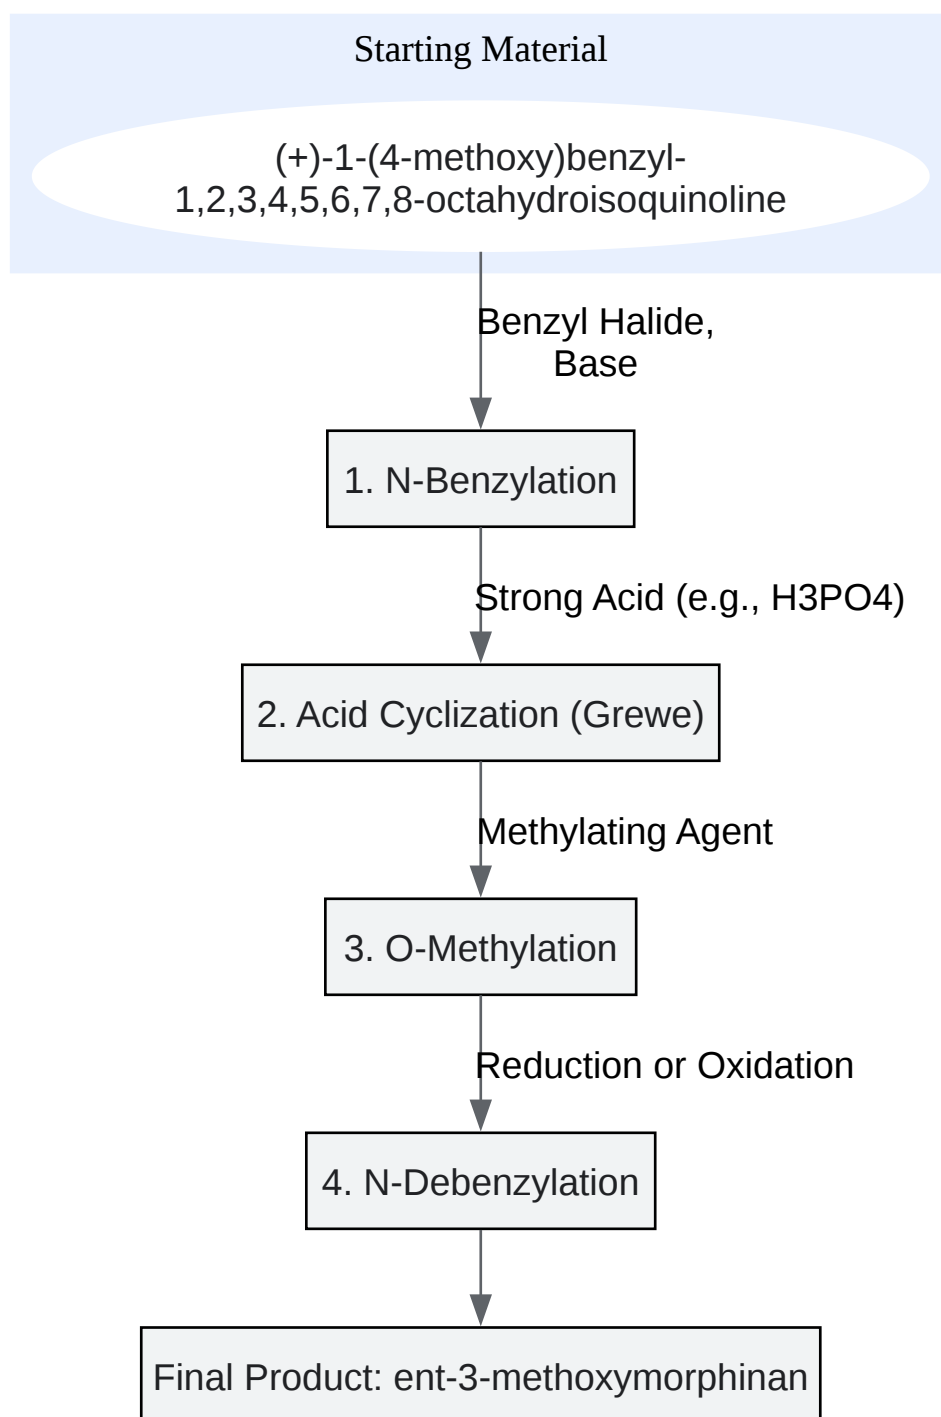 Starting Material
(+)-1-(4-methoxy)benzyl-
1,2,3,4,5,6,7,8-octahydroisoquinoline
Benzyl Halide,
Base
1. N-Benzylation
Strong Acid (e.g., H3PO4)
2. Acid Cyclization (Grewe)
Methylating Agent
3. O-Methylation
Reduction or Oxidation
4. N-Debenzylation
Final Product: ent-3-methoxymorphinan